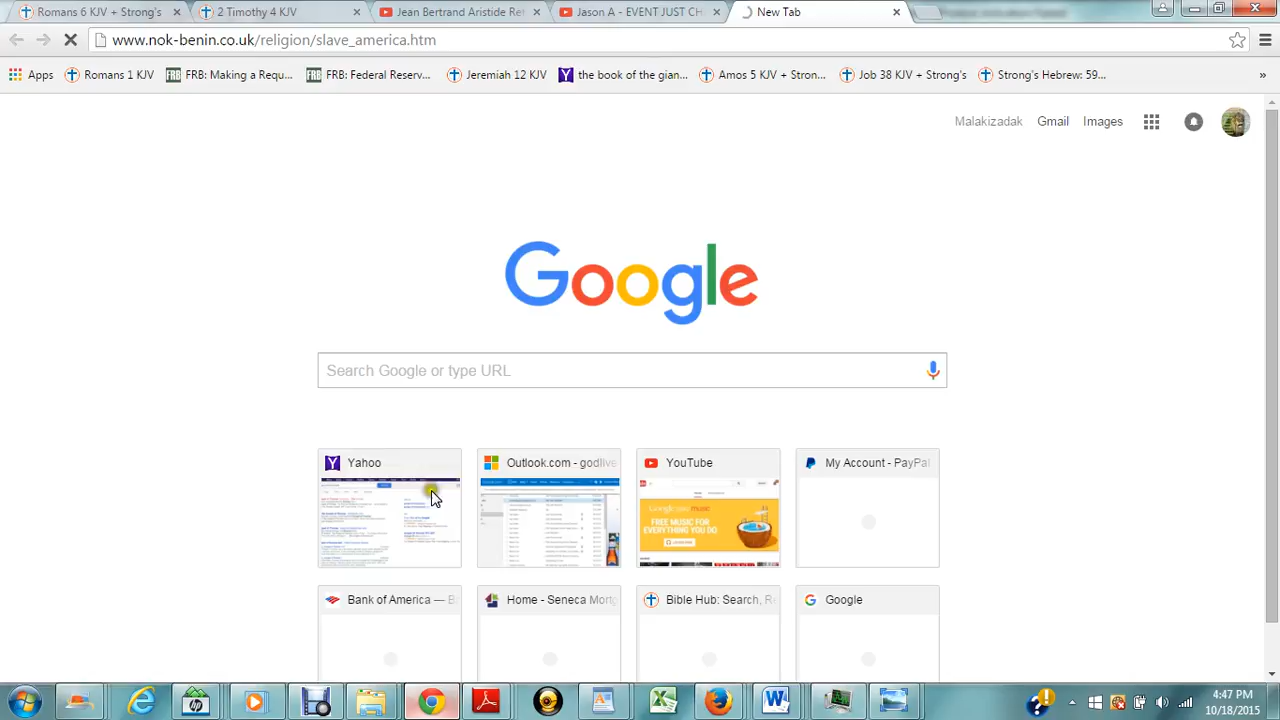 Romans 6 KJV + Strong's
2 Timothy 4 KJV
Jean Bertrand Aristide Ret
Jason A - EVENT JUST CH
New Tab
www.nok-benin.co.uk/religion/slave_america.htm
Apps
Romans 1 KJV
FRB: Making a Requ...
FRB: Federal Reserv...
Jeremiah 12 KJV
the book of the gian...
Amos 5 KJV + Stron...
Job 38 KJV + Strong's
Strong's Hebrew: 59...
»
Malakizadak
Gmail
Images
Google
Search Google or type URL
Yahoo
Outlook.com - godlive
YouTube
My Account - PayPal
FREE MUSIC FOR
EVERYTHING YOU DO
Bank of America — B
Home - Seneca Mortg
Bible Hub: Search, Re
Google
4:47 PM
10/18/2015